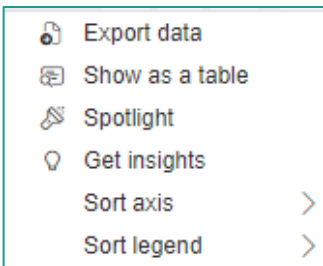 Export data
Show as a table
Spotlight
Get insights
Sort axis
Sort legend